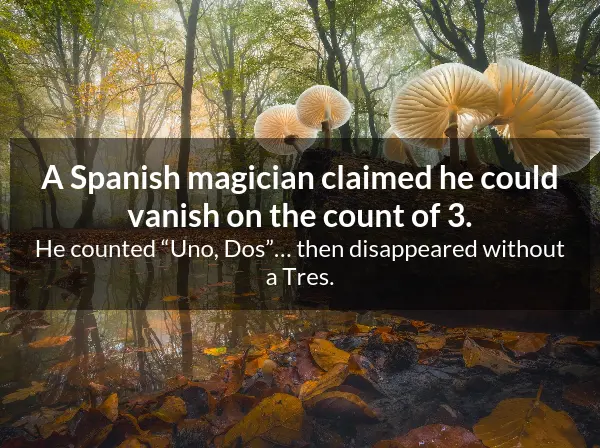 A Spanish magician claimed he could
vanish on the count of 3.
He counted “Uno, Dos”... then disappeared without
a Tres.